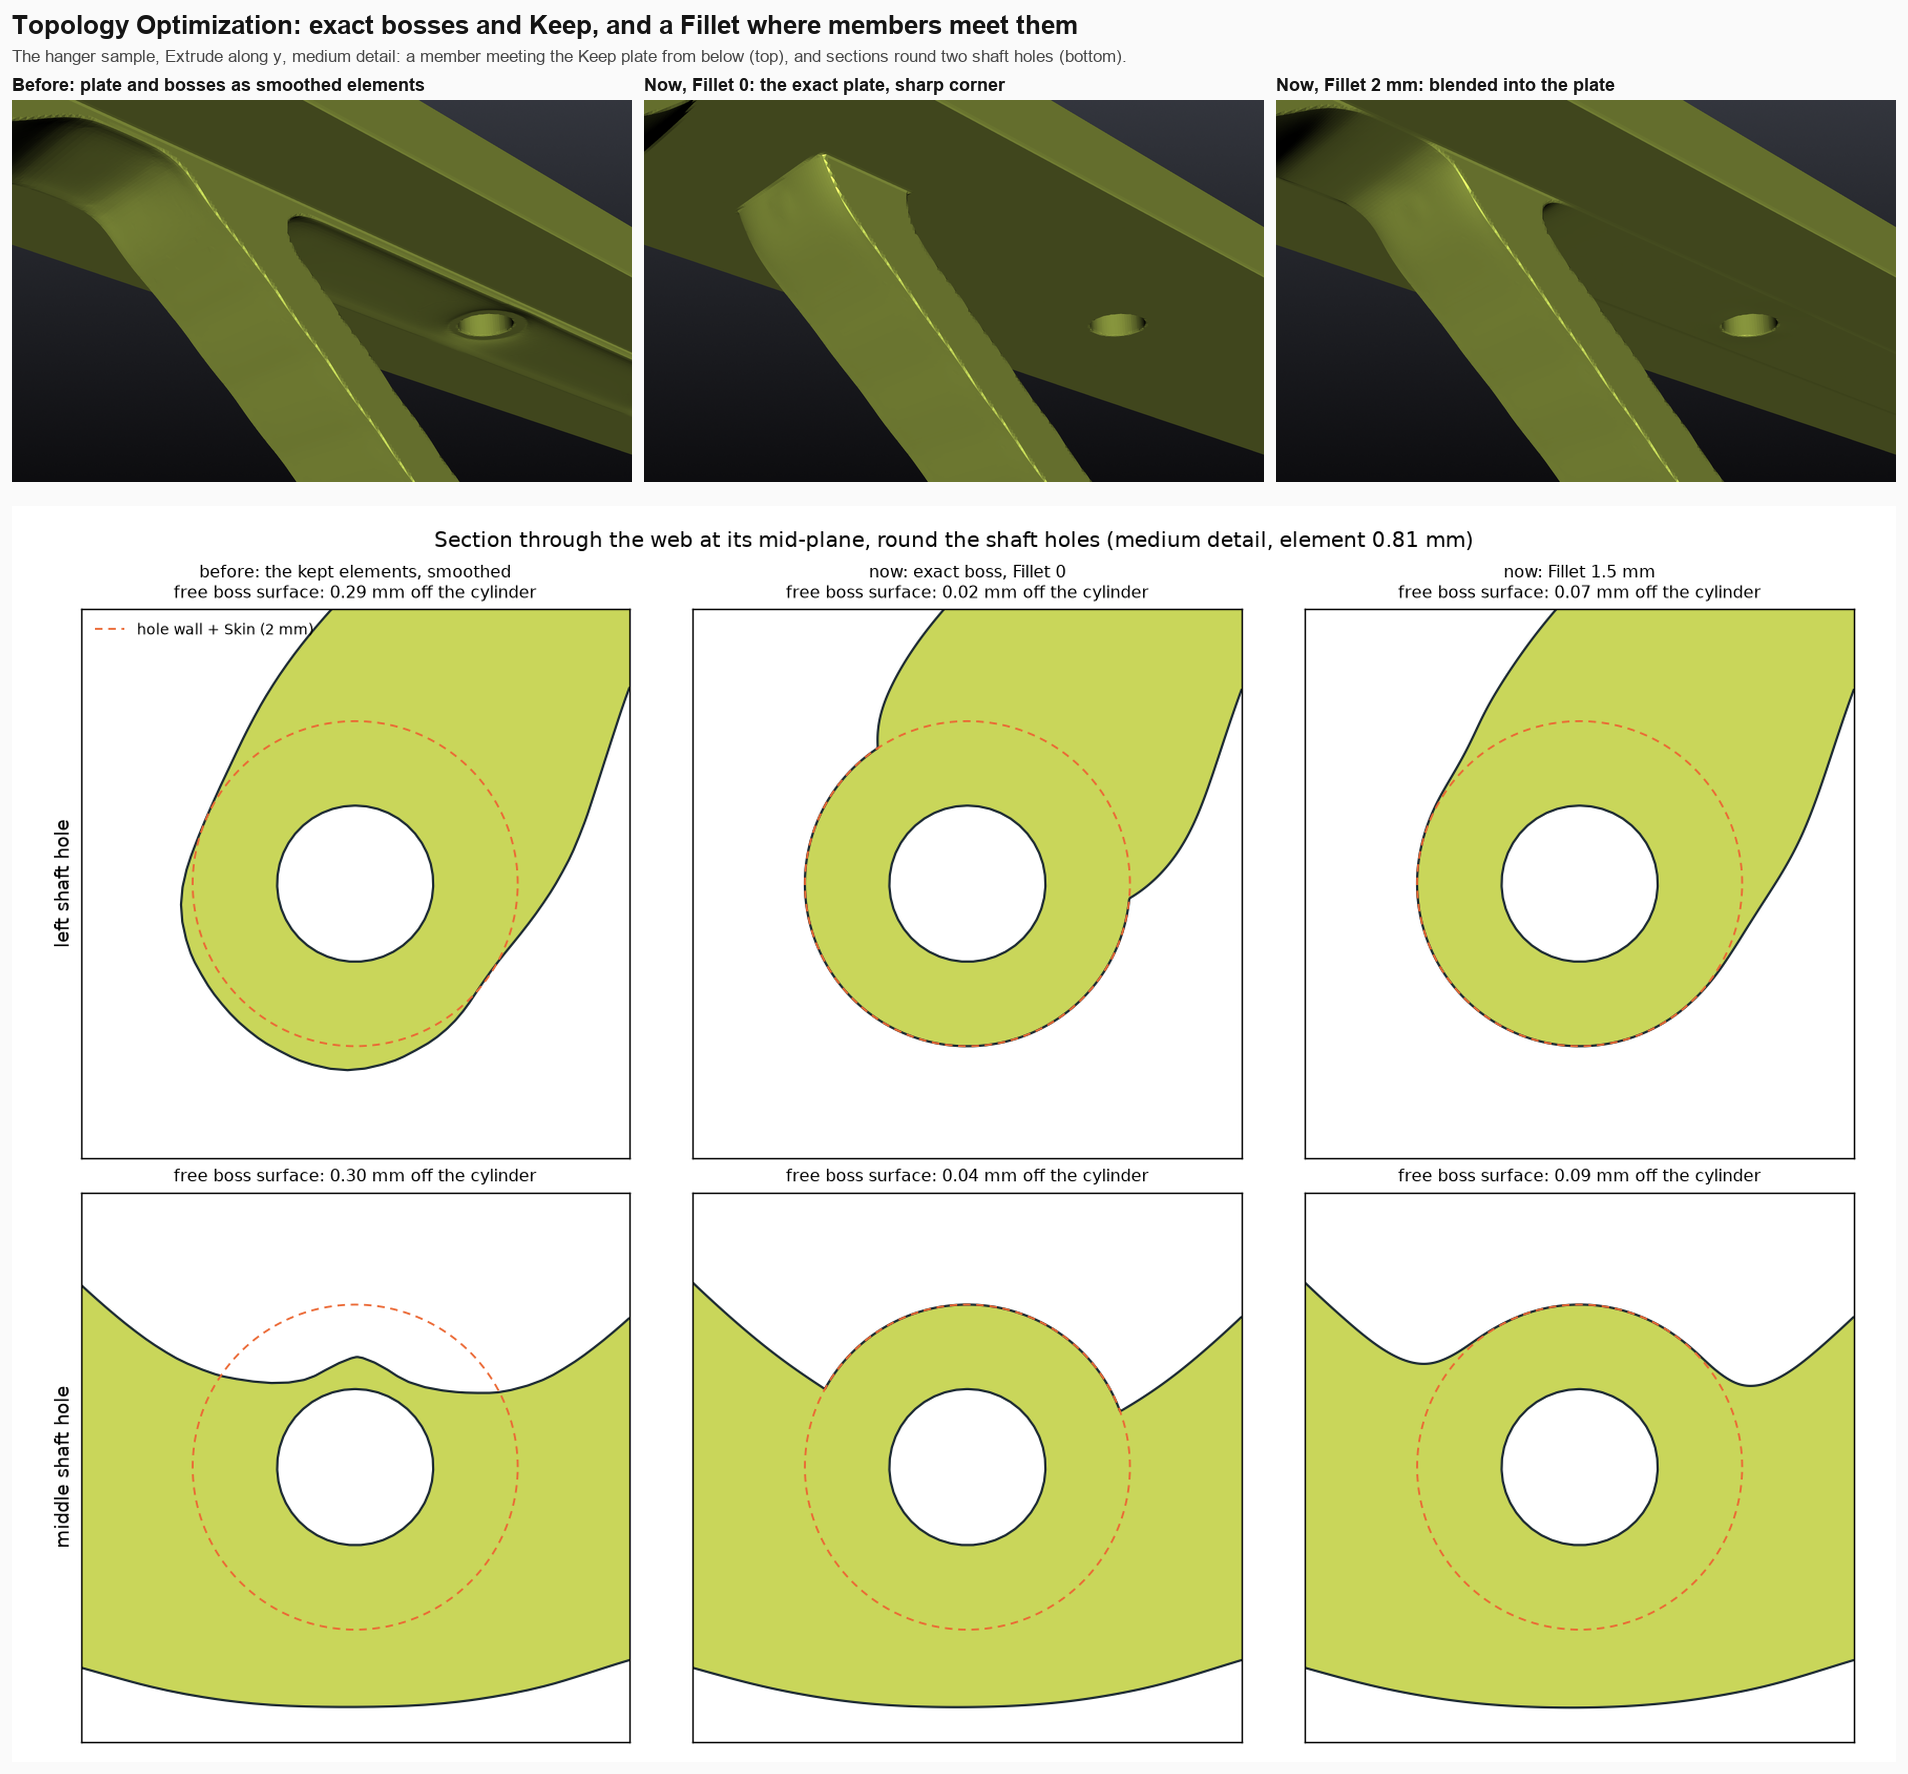 Topology Optimization: exact bosses and Keep, and a Fillet where members meet them
The hanger sample, Extrude along y, medium detail: a member meeting the Keep plate from below (top), and sections round two shaft holes (bottom).
Before: plate and bosses as smoothed elements
Now, Fillet 0: the exact plate, sharp corner
Now, Fillet 2 mm: blended into the plate
Section through the web at its mid-plane, round the shaft holes (medium detail, element 0.81 mm)
before: the kept elements, smoothed
free boss surface: 0.29 mm off the cylinder
now: exact boss, Fillet 0
free boss surface: 0.02 mm off the cylinder
now: Fillet 1.5 mm
free boss surface: 0.07 mm off the cylinder
hole wall + Skin (2 mm)
left shaft hole
free boss surface: 0.30 mm off the cylinder
free boss surface: 0.04 mm off the cylinder
free boss surface: 0.09 mm off the cylinder
middle shaft hole